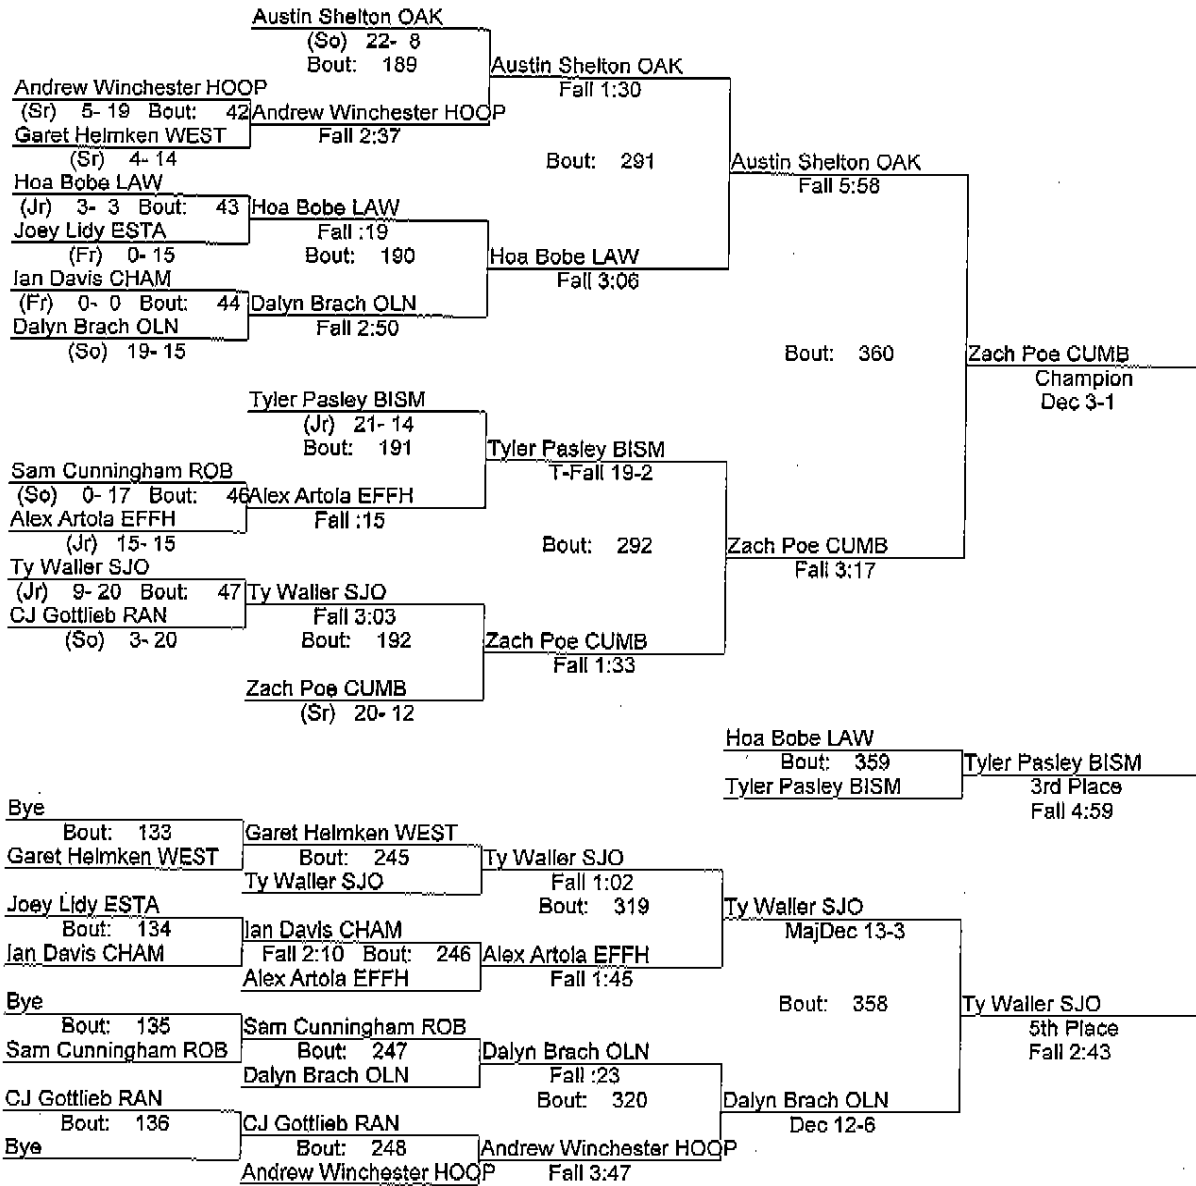 Austin Shelton OAK
(So) 22- 8
Bout: 189
Austin Shelton OAK
Fall 1:30
Andrew Winchester HOOP
(Sr) 5- 19 Bout: 42
Andrew Winchester HOOP
Fall 2:37
Garet Helmken WEST
(Sr) 4- 14
Bout: 291
Austin Shelton OAK
Fall 5:58
Hoa Bobe LAW
(Jr) 3- 3 Bout: 43
Hoa Bobe LAW
Fall :19
Joey Lidy ESTA
(Fr) 0- 15
Bout: 190
Hoa Bobe LAW
Fall 3:06
Ian Davis CHAM
(Fr) 0- 0 Bout: 44
Dalyn Brach OLN
Fall 2:50
Dalyn Brach OLN
(So) 19- 15
Bout: 360
Zach Poe CUMB
Champion
Dec 3-1
Tyler Pasley BISM
(Jr) 21- 14
Bout: 191
Tyler Pasley BISM
T-Fall 19-2
Sam Cunningham ROB
(So) 0- 17 Bout: 46
Alex Artola EFFH
Fall :15
Alex Artola EFFH
(Jr) 15- 15
Bout: 292
Zach Poe CUMB
Fall 3:17
Ty Waller SJO
(Jr) 9- 20 Bout: 47
Ty Waller SJO
Fall 3:03
CJ Gottlieb RAN
(So) 3- 20
Bout: 192
Zach Poe CUMB
Fall 1:33
Zach Poe CUMB
(Sr) 20- 12
Hoa Bobe LAW
Bout: 359
Tyler Pasley BISM
Tyler Pasley BISM
3rd Place
Fall 4:59
Bye
Bout: 133
Garet Helmken WEST
Garet Helmken WEST
Bout: 245
Ty Waller SJO
Ty Waller SJO
Fall 1:02
Bout: 319
Ty Waller SJO
MajDec 13-3
Joey Lidy ESTA
Bout: 134
Ian Davis CHAM
Ian Davis CHAM
Fall 2:10 Bout: 246
Alex Artola EFFH
Alex Artola EFFH
Fall 1:45
Bout: 358
Ty Waller SJO
5th Place
Fall 2:43
Bye
Bout: 135
Sam Cunningham ROB
Sam Cunningham ROB
Bout: 247
Dalyn Brach OLN
Dalyn Brach OLN
Fall :23
Bout: 320
Dalyn Brach OLN
Dec 12-6
CJ Gottlieb RAN
Bout: 136
Bye
CJ Gottlieb RAN
Bout: 248
Andrew Winchester HOOP
Andrew Winchester HOOP
Fall 3:47